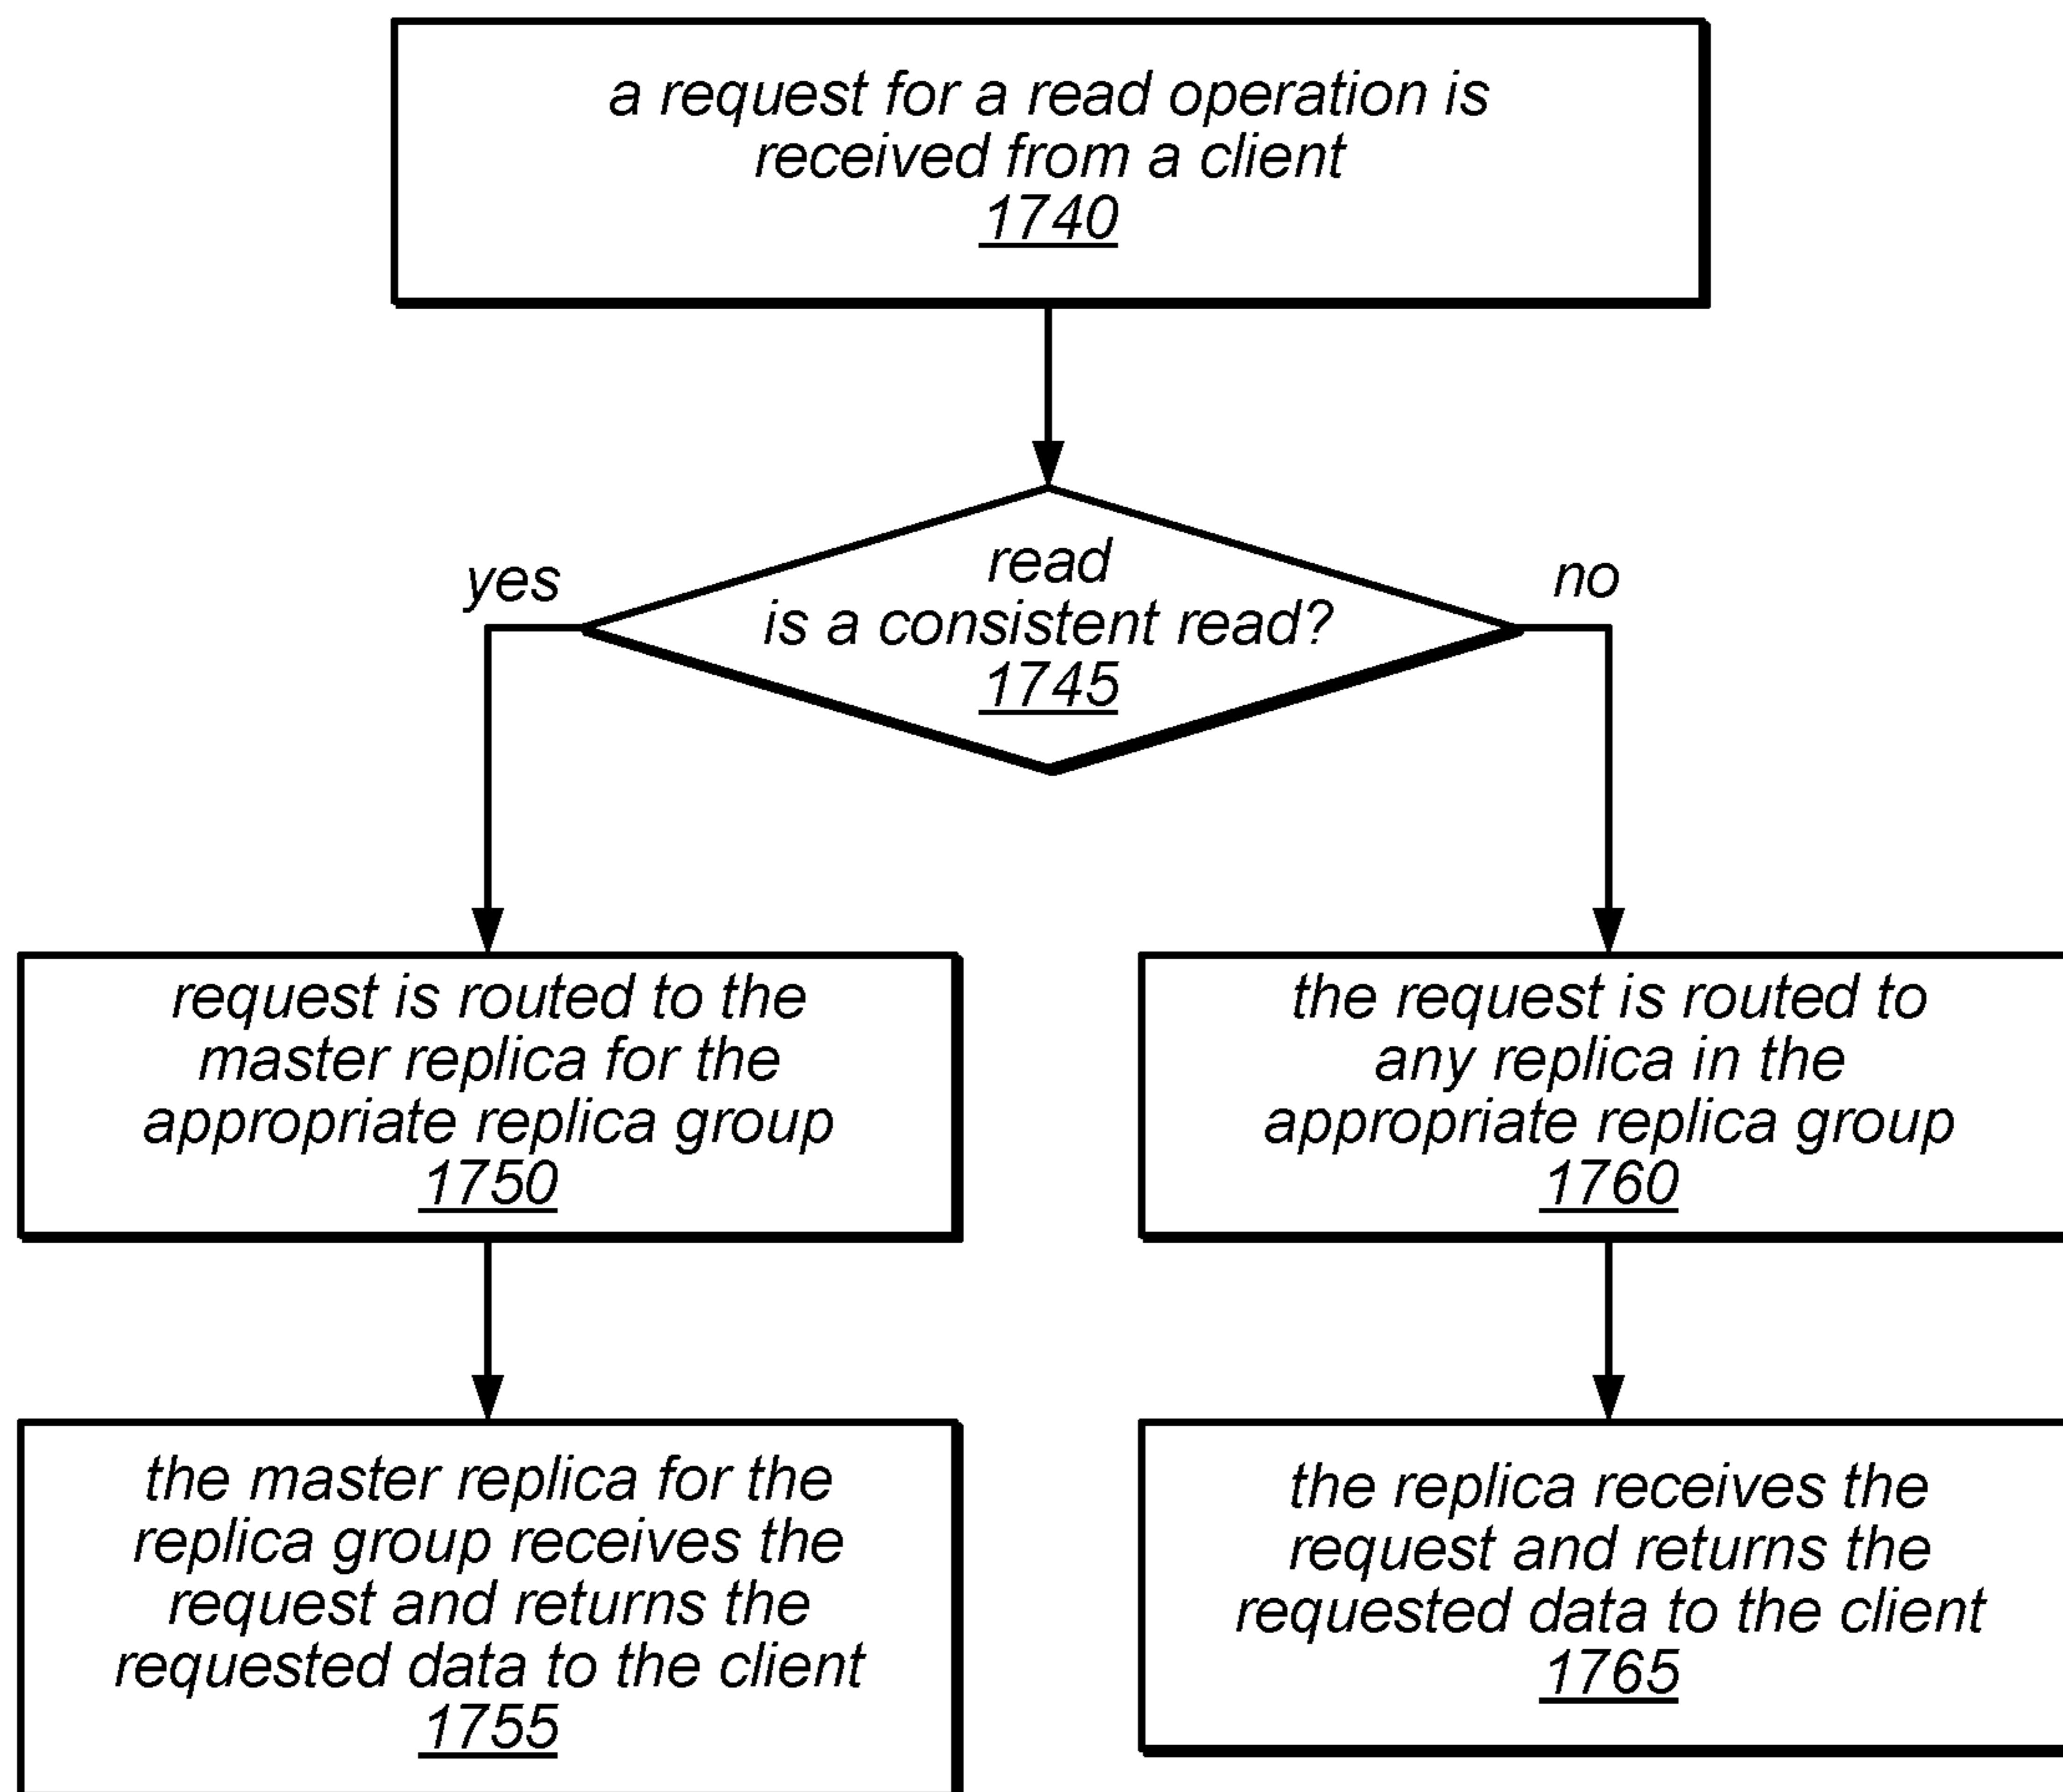 a request for a read operation is
received from a client
1740
read
is a consistent read?
1745
yes
no
request is routed to the
master replica for the
appropriate replica group
1750
the request is routed to
any replica in the
appropriate replica group
1760
the master replica for the
replica group receives the
request and returns the
requested data to the client
1755
the replica receives the
request and returns the
requested data to the client
1765